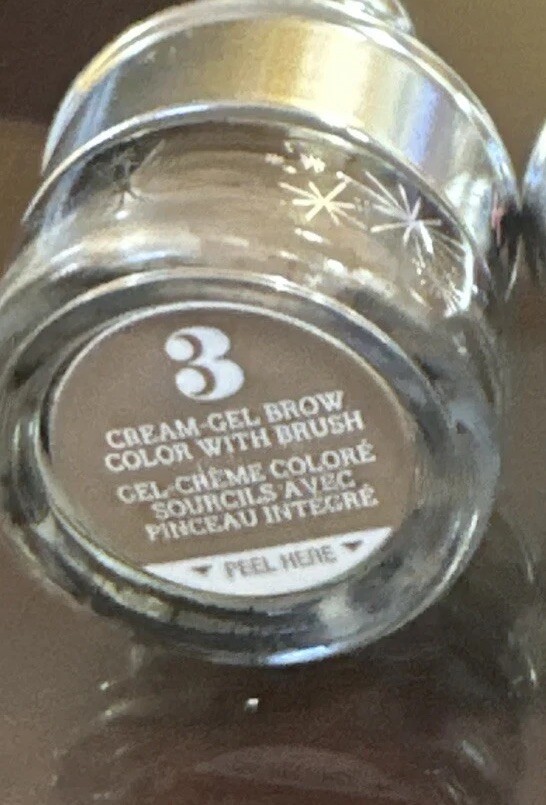 3
CREAM-GEL BROW
COLOR WITH BRUSH
GEL-CRÈME COLORÉ
SOURCILS AVEC
PINCEAU INTÉGRÉ
PEEL HERE